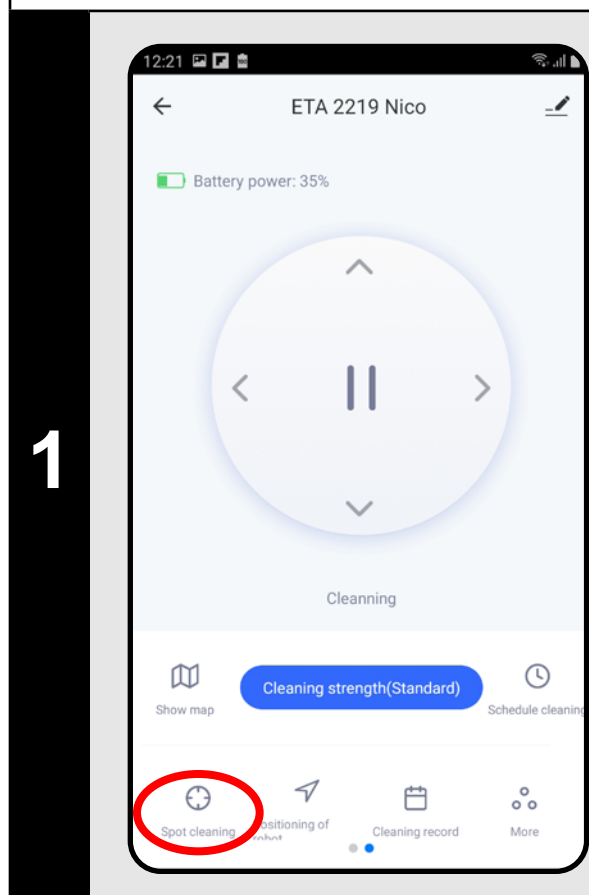 1
12:21
ETA 2219 Nico
Battery power: 35%
Cleanning
Cleaning strength(Standard)
Show map
Schedule cleaning
Spot cleaning
ositioning of
robot
Cleaning record
More